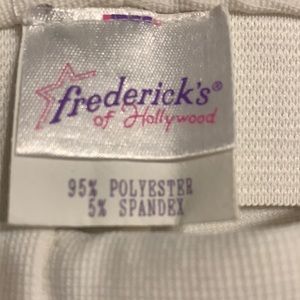 frederick's®
of Hollywood
95% POLYESTER
5% SPANDEX